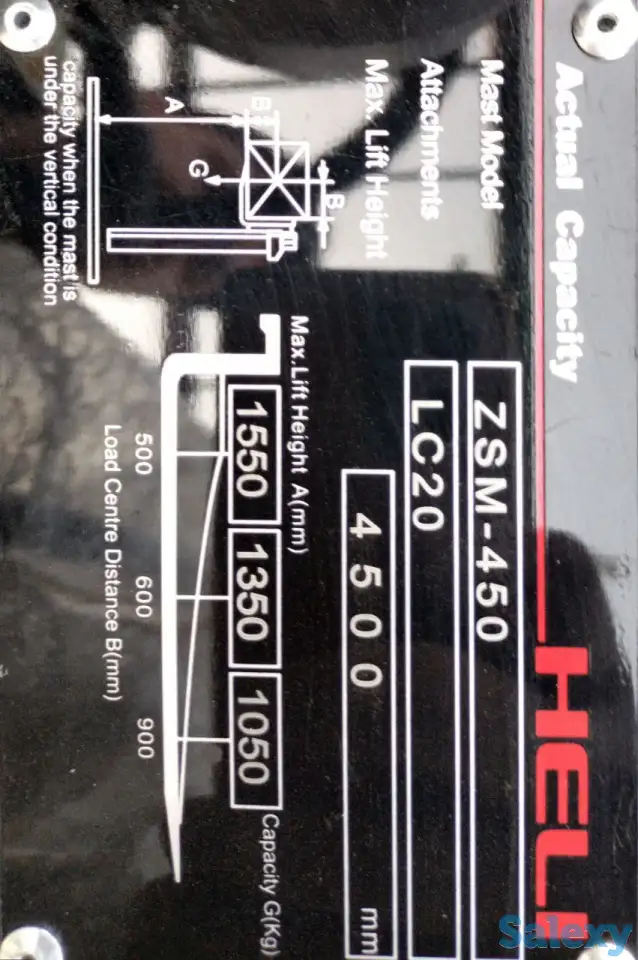 Actual Capacity HELI
Mast Model ZSM-450
Attachments LC20
Max. Lift Height 4500 mm
B
B
G
A
capacity when the mast is
under the vertical condition
Max.Lift Height A(mm)
1550 1350 1050
Capacity G(Kg)
500 600 900
Load Centre Distance B(mm)
Salexy